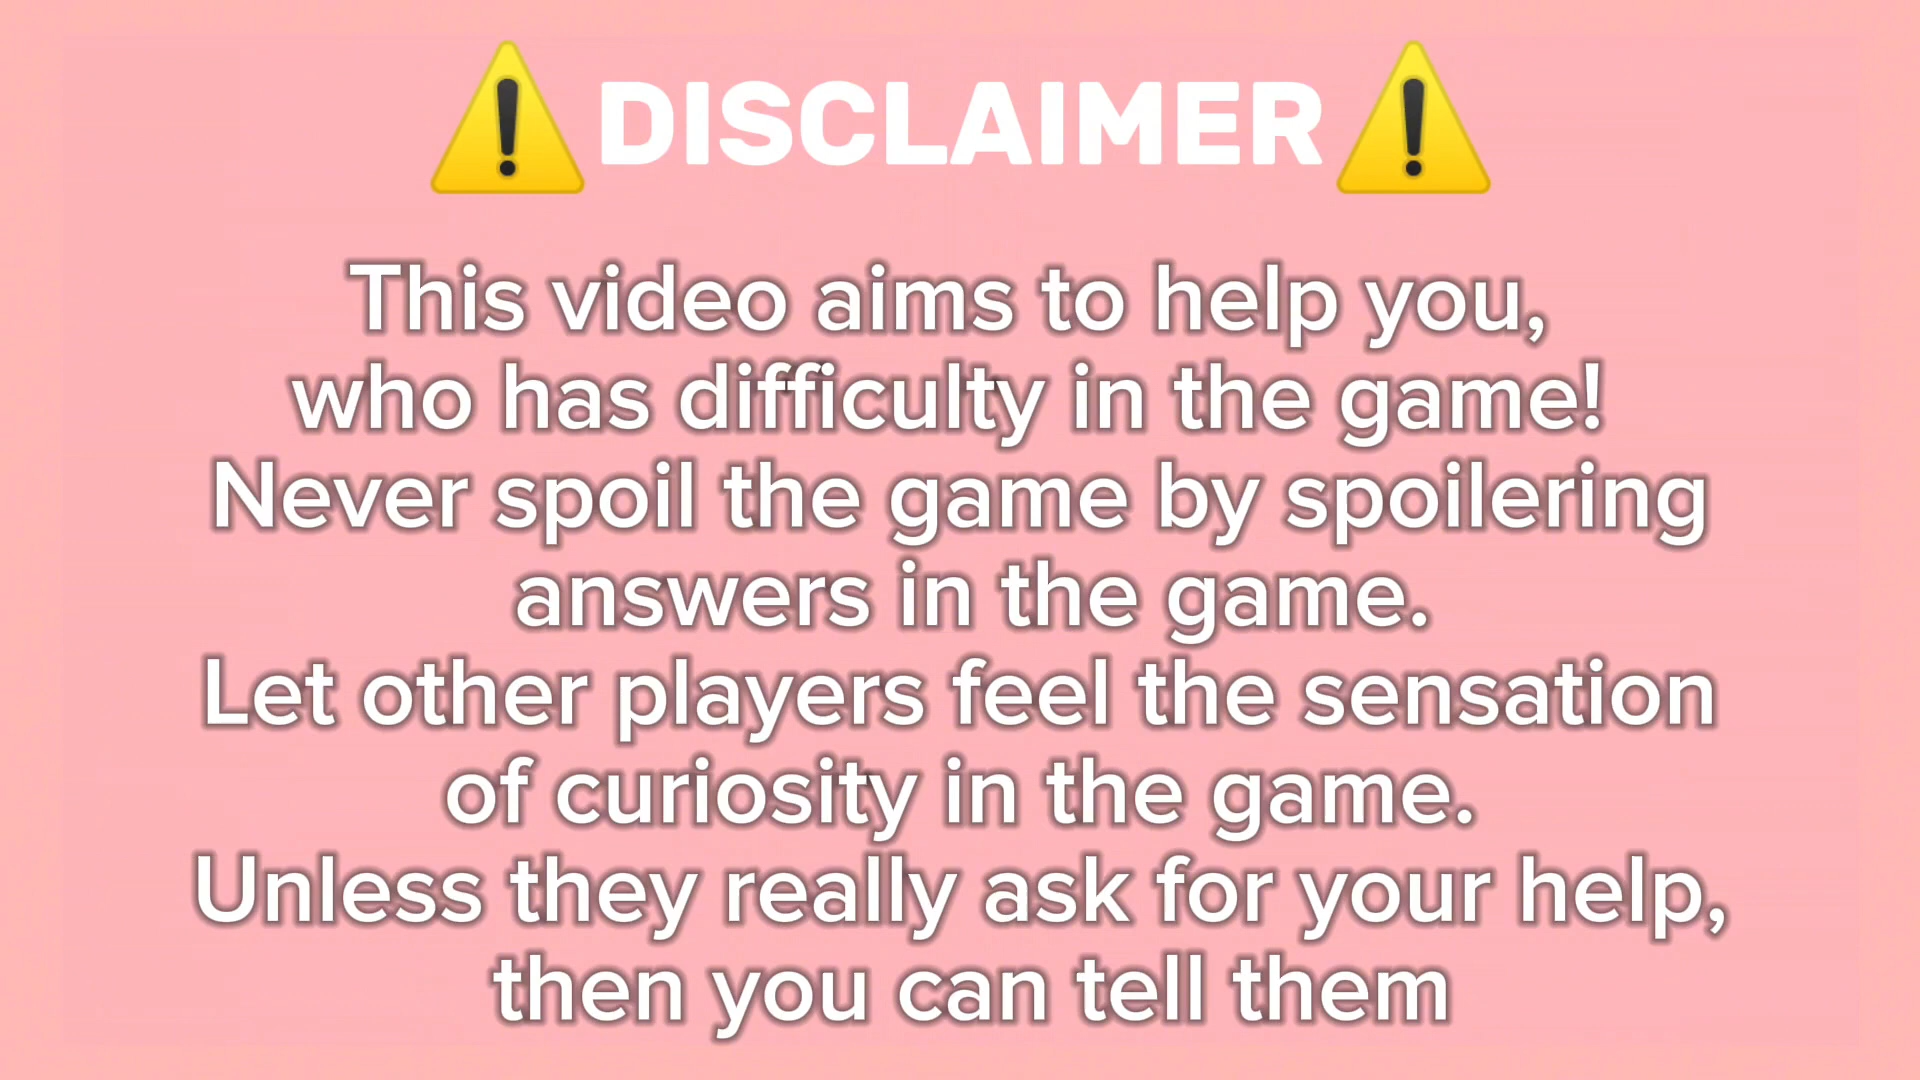 ⚠️DISCLAIMER⚠️
This video aims to help you,
who has difficulty in the game!
Never spoil the game by spoilering
answers in the game.
Let other players feel the sensation
of curiosity in the game.
Unless they really ask for your help,
then you can tell them